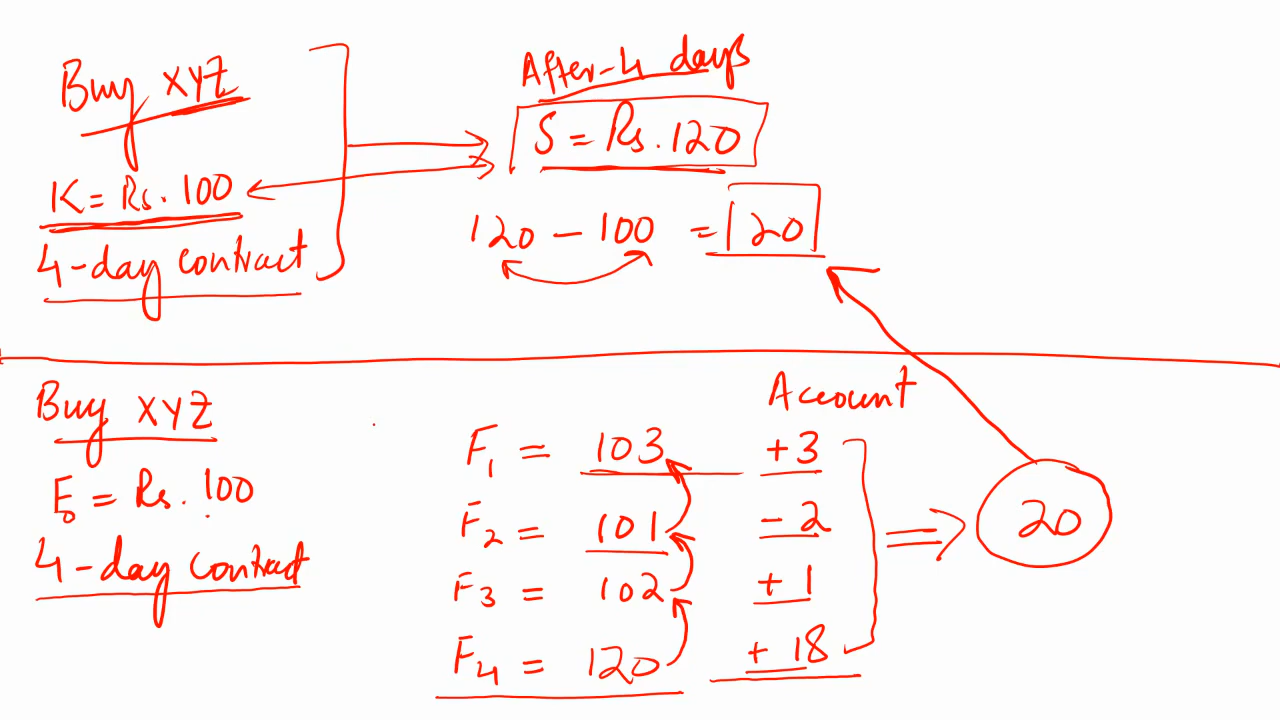 Buy XYZ
K = Rs. 100
4-day contract
After-4 days
S = Rs. 120
120 - 100 = 20
Buy XYZ
F0 = Rs. 100
4-day contract
Account
F1 = 103 +3
F2 = 101 -2
F3 = 102 +1
F4 = 120 +18
⇒ 20